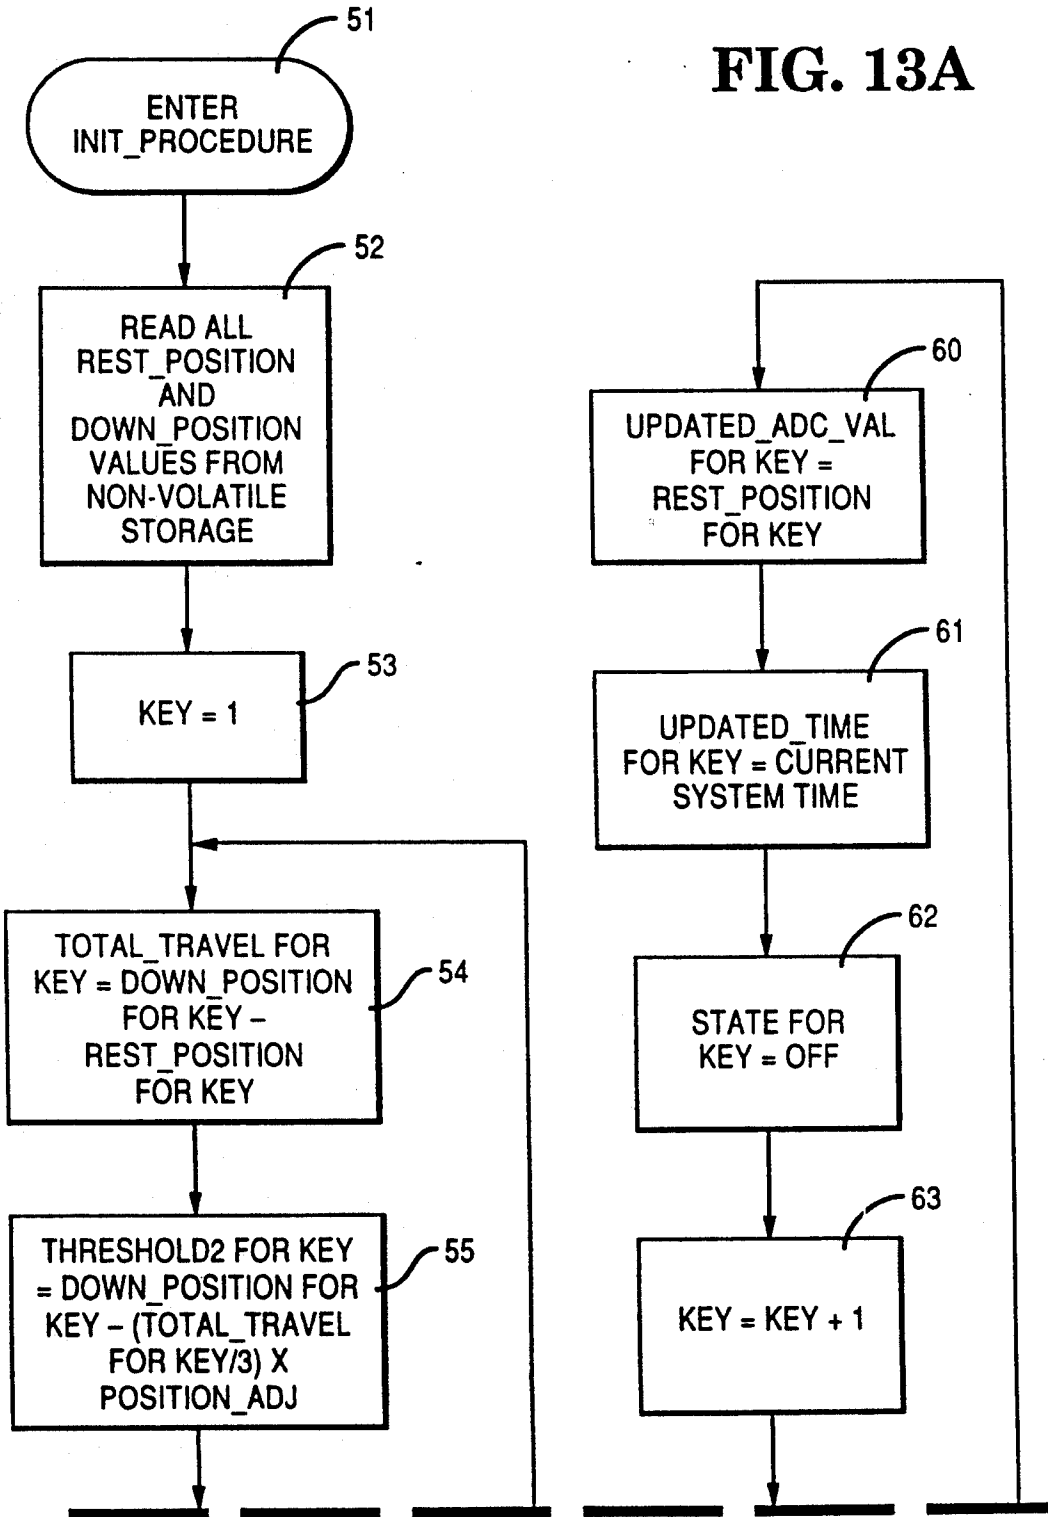 FIG. 13A
51
ENTER
INIT_PROCEDURE
52
READ ALL
REST_POSITION
AND
DOWN_POSITION
VALUES FROM
NON-VOLATILE
STORAGE
53
KEY = 1
TOTAL_TRAVEL FOR
KEY = DOWN_POSITION
FOR KEY –
REST_POSITION
FOR KEY
54
THRESHOLD2 FOR KEY
= DOWN_POSITION FOR
KEY – (TOTAL_TRAVEL
FOR KEY/3) X
POSITION_ADJ
55
60
UPDATED_ADC_VAL
FOR KEY =
REST_POSITION
FOR KEY
61
UPDATED_TIME
FOR KEY = CURRENT
SYSTEM TIME
62
STATE FOR
KEY = OFF
63
KEY = KEY + 1